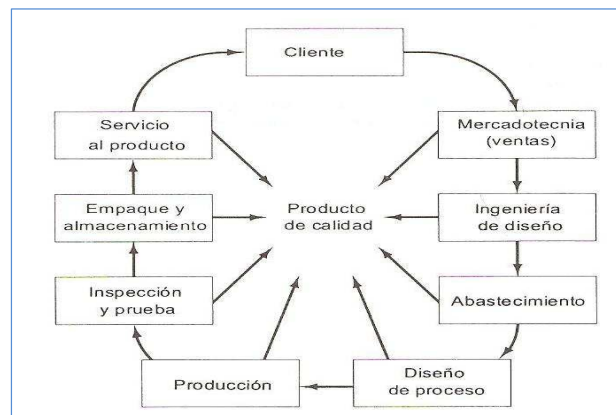 Cliente
Mercadotecnia
(ventas)
Ingeniería
de diseño
Abastecimiento
Diseño
de proceso
Producción
Inspección
y prueba
Empaque y
almacenamiento
Servicio
al producto
Producto
de calidad